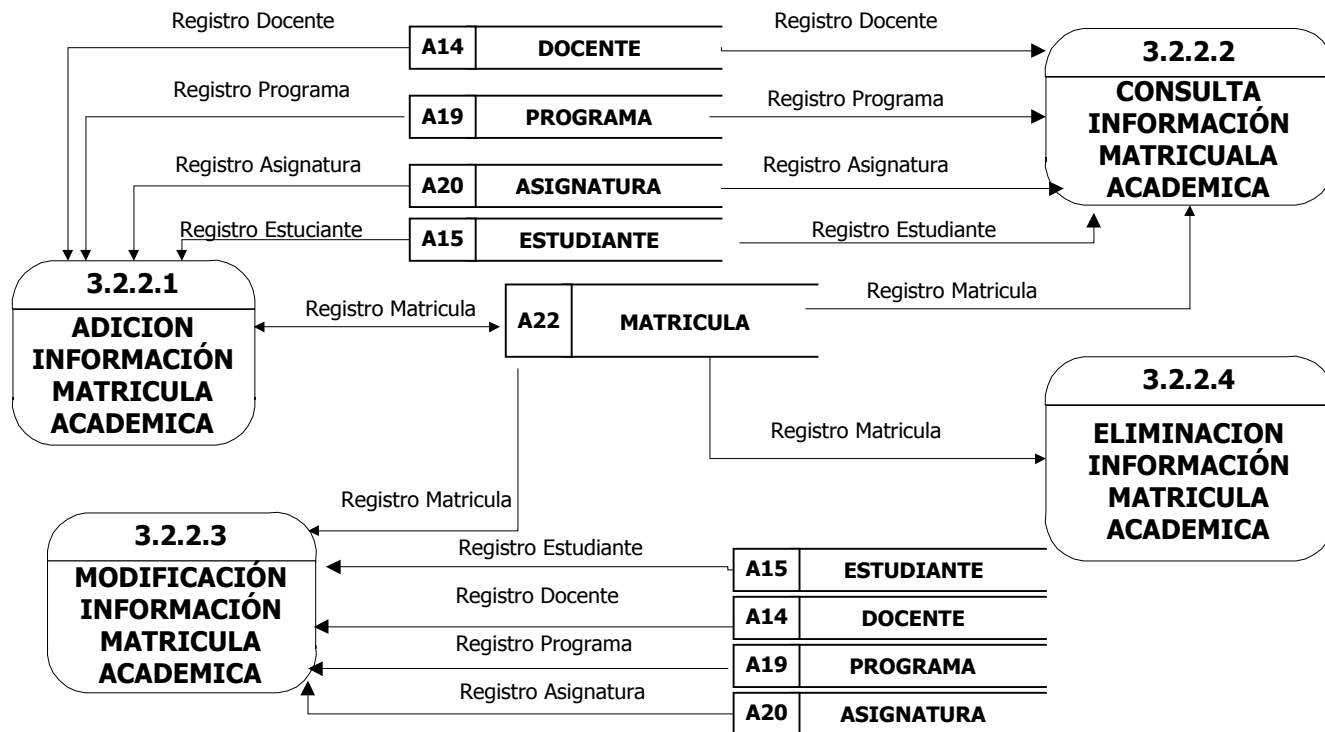 Registro Docente
A14 DOCENTE
Registro Docente
3.2.2.2
CONSULTA
INFORMACIÓN
MATRICUALA
ACADEMICA
Registro Programa
A19 PROGRAMA
Registro Programa
Registro Asignatura
A20 ASIGNATURA
Registro Asignatura
Registro Estuciante
A15 ESTUDIANTE
Registro Estudiante
3.2.2.1
ADICION
INFORMACIÓN
MATRICULA
ACADEMICA
Registro Matricula
A22 MATRICULA
Registro Matricula
3.2.2.4
ELIMINACION
INFORMACIÓN
MATRICULA
ACADEMICA
Registro Matricula
Registro Matricula
3.2.2.3
MODIFICACIÓN
INFORMACIÓN
MATRICULA
ACADEMICA
Registro Estudiante
A15 ESTUDIANTE
Registro Docente
A14 DOCENTE
Registro Programa
A19 PROGRAMA
Registro Asignatura
A20 ASIGNATURA